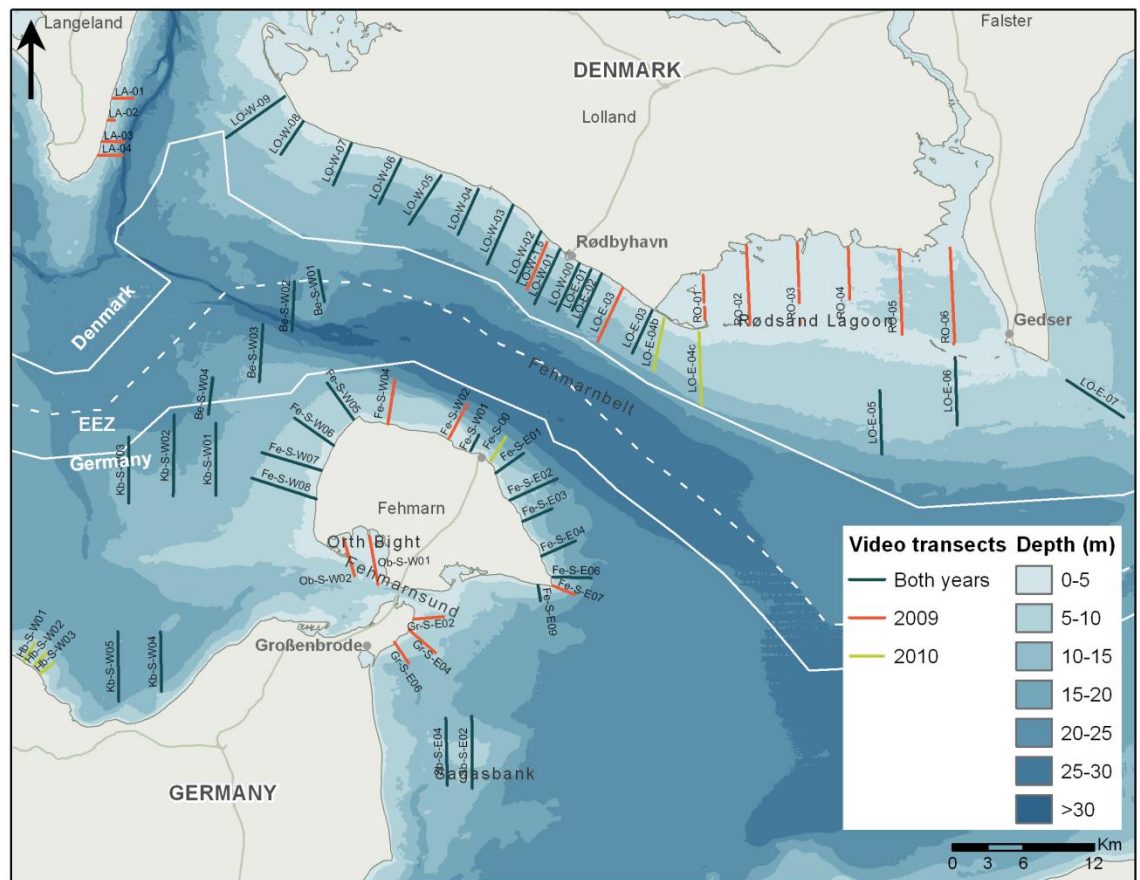 Langeland
Falster
DENMARK
Lolland
LA-01
LA-02
LA-03
LA-04
LO-W-09
LO-W-08
LO-W-07
LO-W-06
LO-W-05
LO-W-04
LO-W-03
LO-W-02
LO-W-1,5
LO-W-01
LO-W-00
LO-E-01
LO-E-02
LO-E-03
LO-E-03
LO-E-04b
LO-E-04c
Rødbyhavn
RO-01
RO-02
RO-03
RO-04
RO-05
RO-06
Rødsand Lagoon
Gedser
LO-E-05
LO-E-06
LO-E-07
Denmark
EEZ
Germany
Fehmarnbelt
Be-S-W01
Be-S-W02
Be-S-W03
Be-S-W04
Kb-S-W03
Kb-S-W02
Kb-S-W01
Fe-S-W05
Fe-S-W04
Fe-S-W02
Fe-S-W01
Fe-S-00
Fe-S-E01
Fe-S-W06
Fe-S-W07
Fe-S-W08
Fe-S-E02
Fe-S-E03
Fe-S-E04
Fe-S-E06
Fe-S-E07
Fe-S-E09
Fehmarn
Orth Bight
Ob-S-W01
Ob-S-W02
Fehmarnsund
Großenbrode
Gr-S-E02
Gr-S-E04
Gr-S-E06
Hb-S-W01
Hb-S-W02
Hb-S-W03
Kb-S-W05
Kb-S-W04
Sagasbank
GERMANY
Video transects
Both years
2009
2010
Depth (m)
0-5
5-10
10-15
15-20
20-25
25-30
>30
Km
0 3 6 12